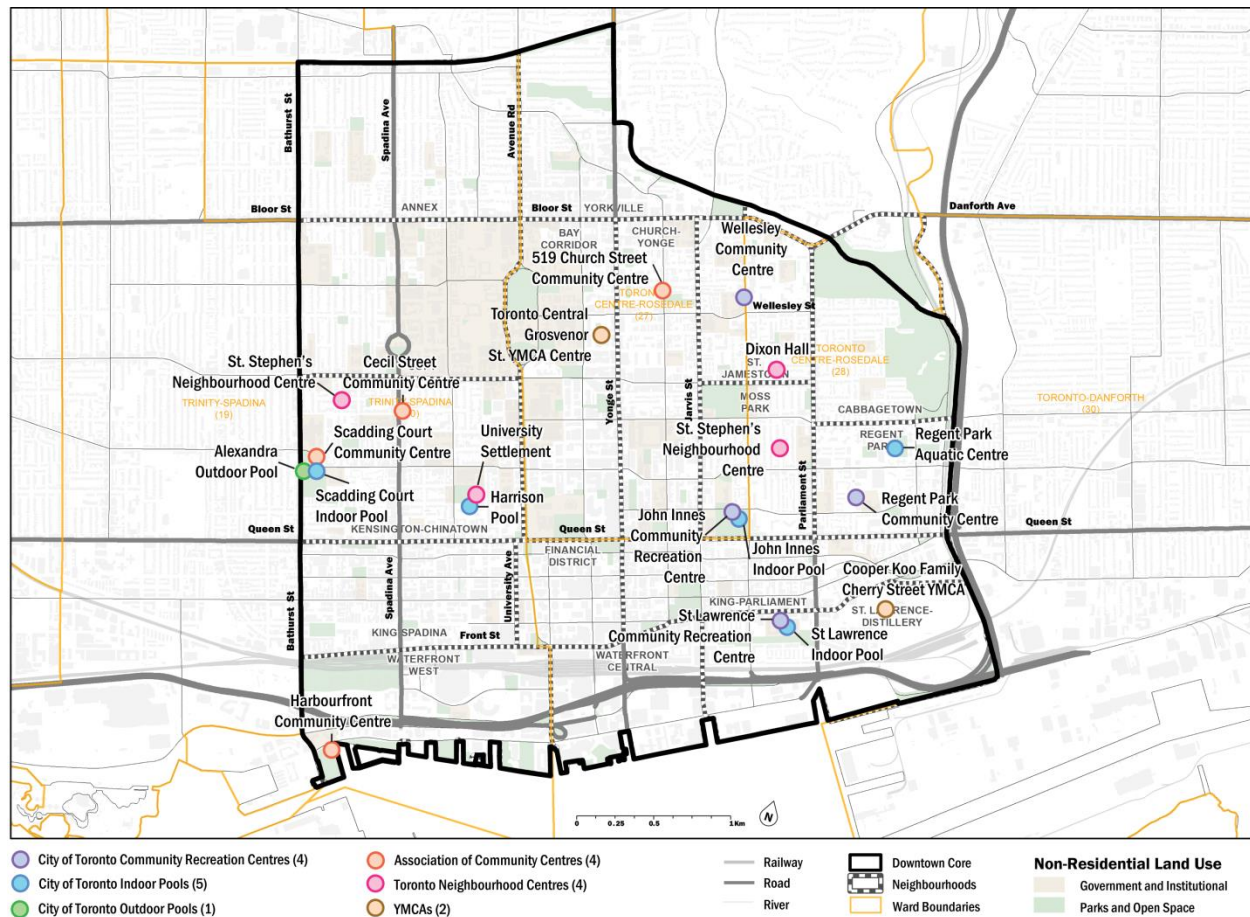 Bathurst St
Spadina Ave
Avenue Rd
Bloor St
ANNEX
Bloor St
YORKVILLE
Danforth Ave
BAY
CORRIDOR
CHURCH-
YONGE
Wellesley
Community
Centre
519 Church Street
Community Centre
TORONTO
CENTRE-ROSEDALE
(27)
Wellesley St
Toronto Central
Grosvenor
St. YMCA Centre
St. Stephen's
Neighbourhood Centre
Cecil Street
Community Centre
Dixon Hall
TORONTO
CENTRE-ROSEDALE
(28)
ST.
JAMESTOWN
MOSS
PARK
TRINITY-SPADINA
(19)
TRINITY-SPADINA
Yonge St
Jarvis St
CABBAGETOWN
TORONTO-DANFORTH
(30)
REGENT
PARK
Regent Park
Aquatic Centre
Alexandra
Outdoor Pool
Scadding Court
Community Centre
Scadding Court
Indoor Pool
University
Settlement
Harrison
Pool
St. Stephen's
Neighbourhood
Centre
Parliament St
Regent Park
Community Centre
Queen St
KENSINGTON-CHINATOWN
Queen St
Queen St
John Innes
Community
Recreation
Centre
John Innes
Indoor Pool
FINANCIAL
DISTRICT
Cooper Koo Family
Cherry Street YMCA
Bathurst St
Spadina Ave
University Ave
KING-PARLIAMENT
ST. LAWRENCE-
DISTILLERY
St Lawrence
Community Recreation
Centre
St Lawrence
Indoor Pool
KING SPADINA
Front St
WATERFRONT
WEST
WATERFRONT
CENTRAL
Harbourfront
Community Centre
0 0.25 0.5 1 Km
N
City of Toronto Community Recreation Centres (4)
City of Toronto Indoor Pools (5)
City of Toronto Outdoor Pools (1)
Association of Community Centres (4)
Toronto Neighbourhood Centres (4)
YMCAs (2)
Railway
Road
River
Downtown Core
Neighbourhoods
Ward Boundaries
Non-Residential Land Use
Government and Institutional
Parks and Open Space